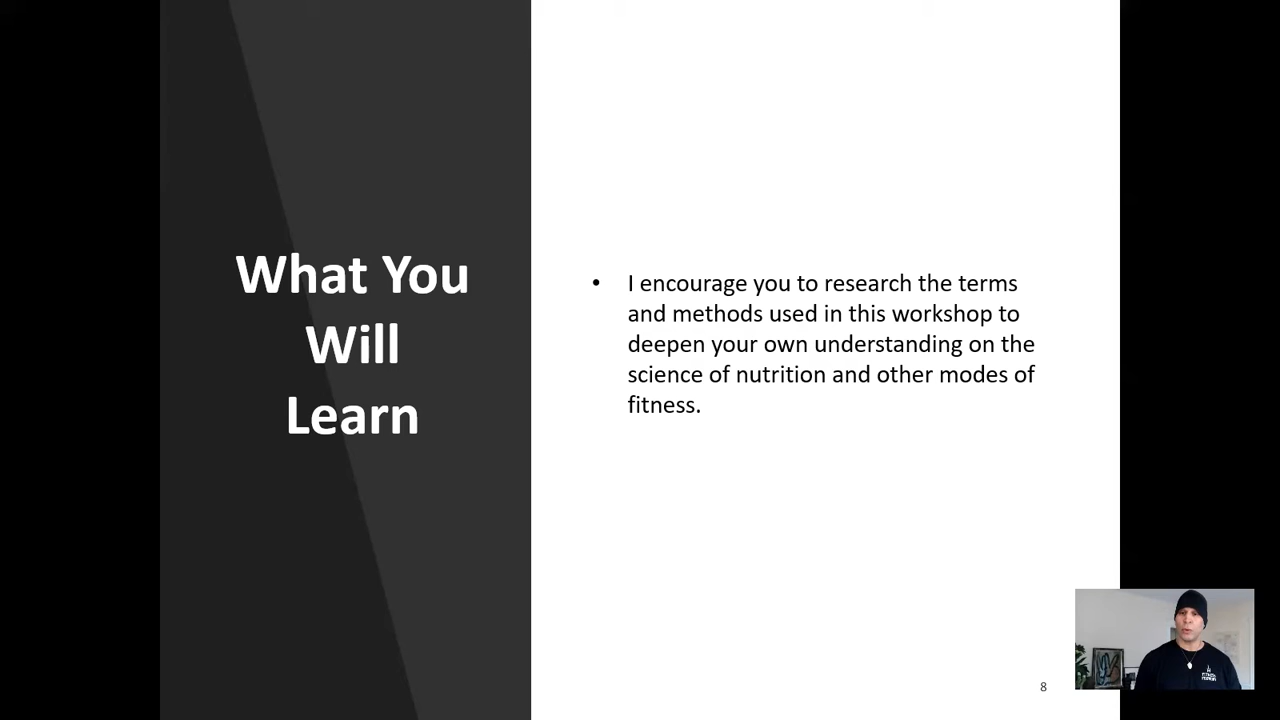 What You
Will
Learn
• I encourage you to research the terms
and methods used in this workshop to
deepen your own understanding on the
science of nutrition and other modes of
fitness.
8